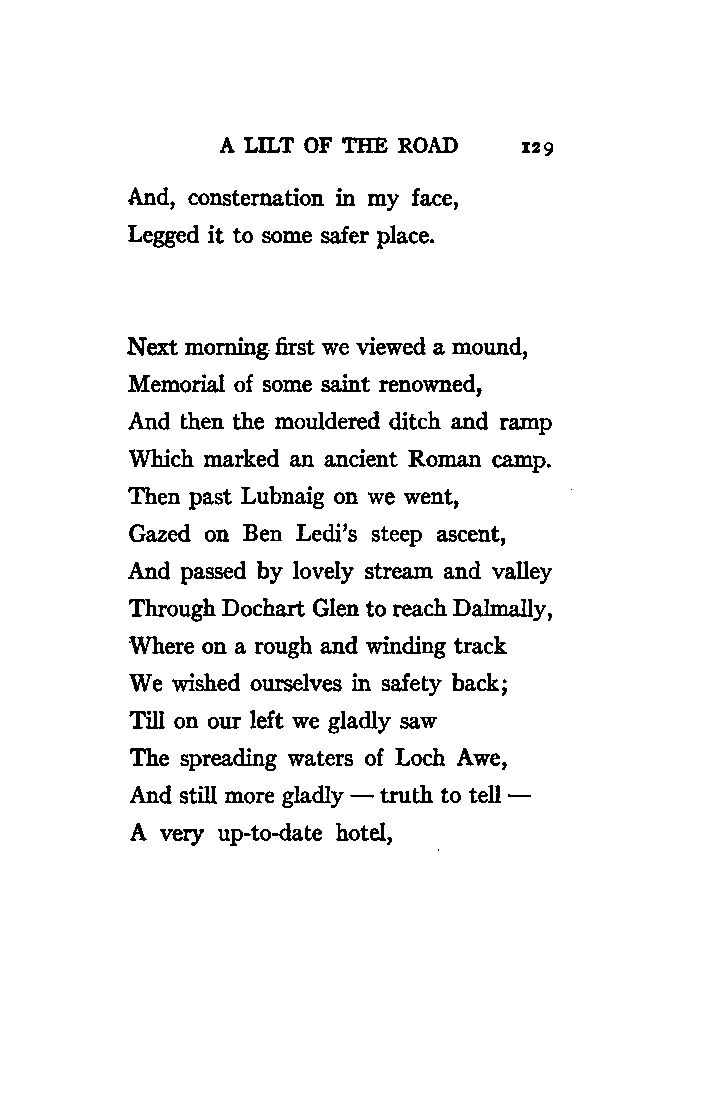 A LILT OF THE ROAD 129
And, consternation in my face,
Legged it to some safer place.
Next morning first we viewed a mound,
Memorial of some saint renowned,
And then the mouldered ditch and ramp
Which marked an ancient Roman camp.
Then past Lubnaig on we went,
Gazed on Ben Ledi's steep ascent,
And passed by lovely stream and valley
Through Dochart Glen to reach Dalmally,
Where on a rough and winding track
We wished ourselves in safety back;
Till on our left we gladly saw
The spreading waters of Loch Awe,
And still more gladly — truth to tell —
A very up-to-date hotel,